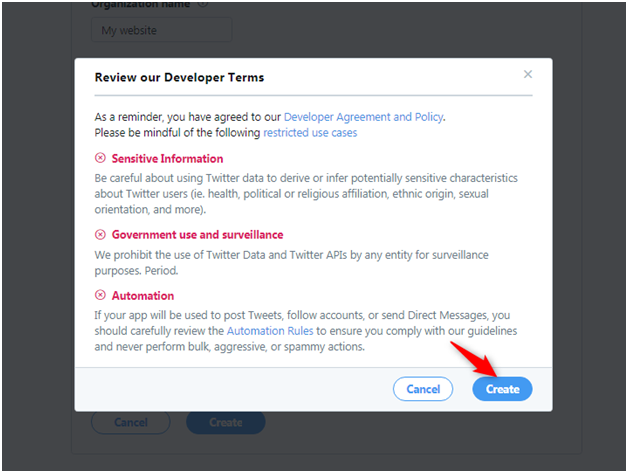 Organization name
My website
Review our Developer Terms
As a reminder, you have agreed to our Developer Agreement and Policy.
Please be mindful of the following restricted use cases
Sensitive Information
Be careful about using Twitter data to derive or infer potentially sensitive characteristics
about Twitter users (ie. health, political or religious affiliation, ethnic origin, sexual
orientation, and more).
Government use and surveillance
We prohibit the use of Twitter Data and Twitter APIs by any entity for surveillance
purposes. Period.
Automation
If your app will be used to post Tweets, follow accounts, or send Direct Messages, you
should carefully review the Automation Rules to ensure you comply with our guidelines
and never perform bulk, aggressive, or spammy actions.
Cancel Create
Cancel Create